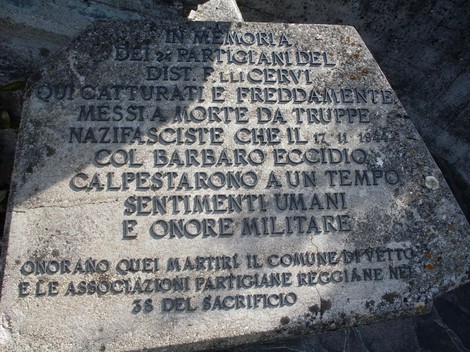 IN MEMORIA
DEI 21 PARTIGIANI DEL
DIST. F.LLI CERVI
QUI CATTURATI E FREDDAMENTE
MESSI A MORTE DA TRUPPE
NAZIFASCISTE CHE IL 17 11 1944
COL BARBARO ECCIDIO
CALPESTARONO A UN TEMPO
SENTIMENTI UMANI
E ONORE MILITARE
ONORANO QUEI MARTIRI IL COMUNE DI VETTO
E LE ASSOCIAZIONI PARTIGIANE REGGIANE NEL
38 DEL SACRIFICIO